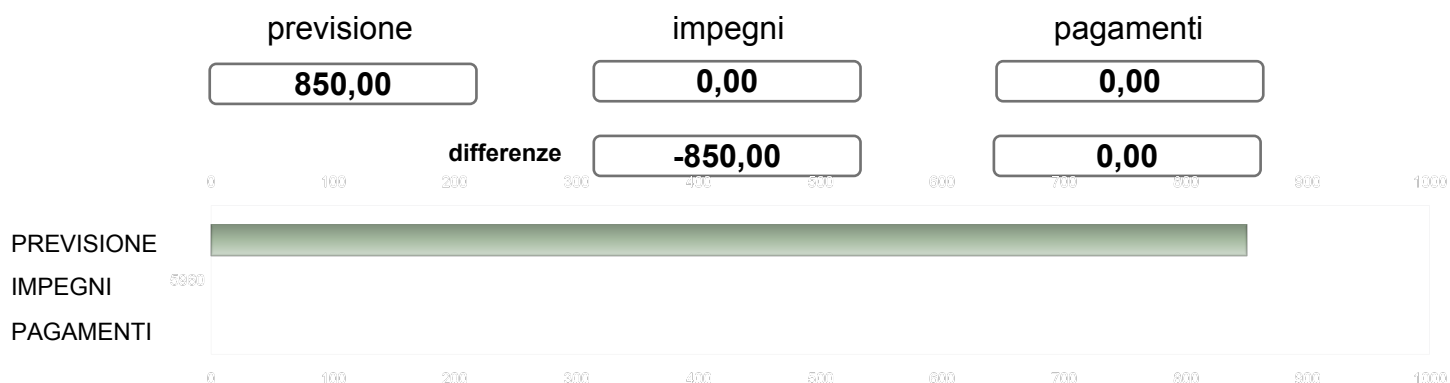 previsione impegni pagamenti
850,00 0,00 0,00
differenze -850,00 0,00
0 100 200 300 400 500 600 700 800 900 1000
PREVISIONE
5960
IMPEGNI
PAGAMENTI
0 100 200 300 400 500 600 700 800 900 1000